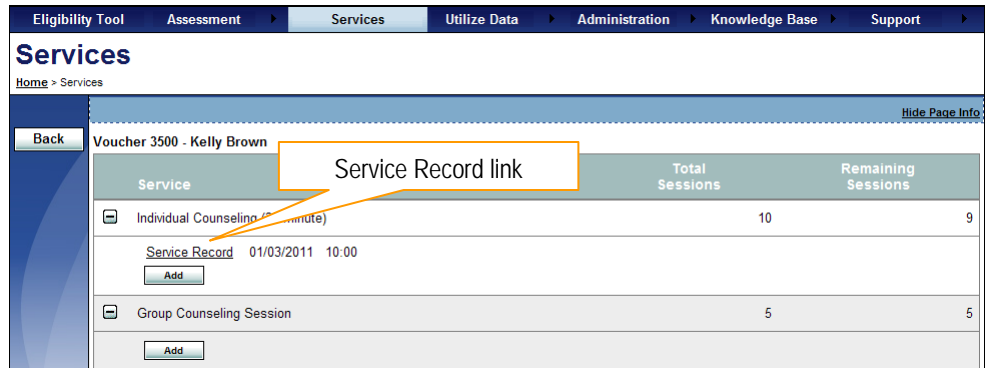 Eligibility Tool Assessment Services Utilize Data Administration Knowledge Base Support
Services
Home > Services
Hide Page Info
Back
Voucher 3500 - Kelly Brown
Service Record link
Service
Total
Sessions
Remaining
Sessions
Individual Counseling minute) 10 9
Service Record 01/03/2011 10:00
Add
Group Counseling Session 5 5
Add